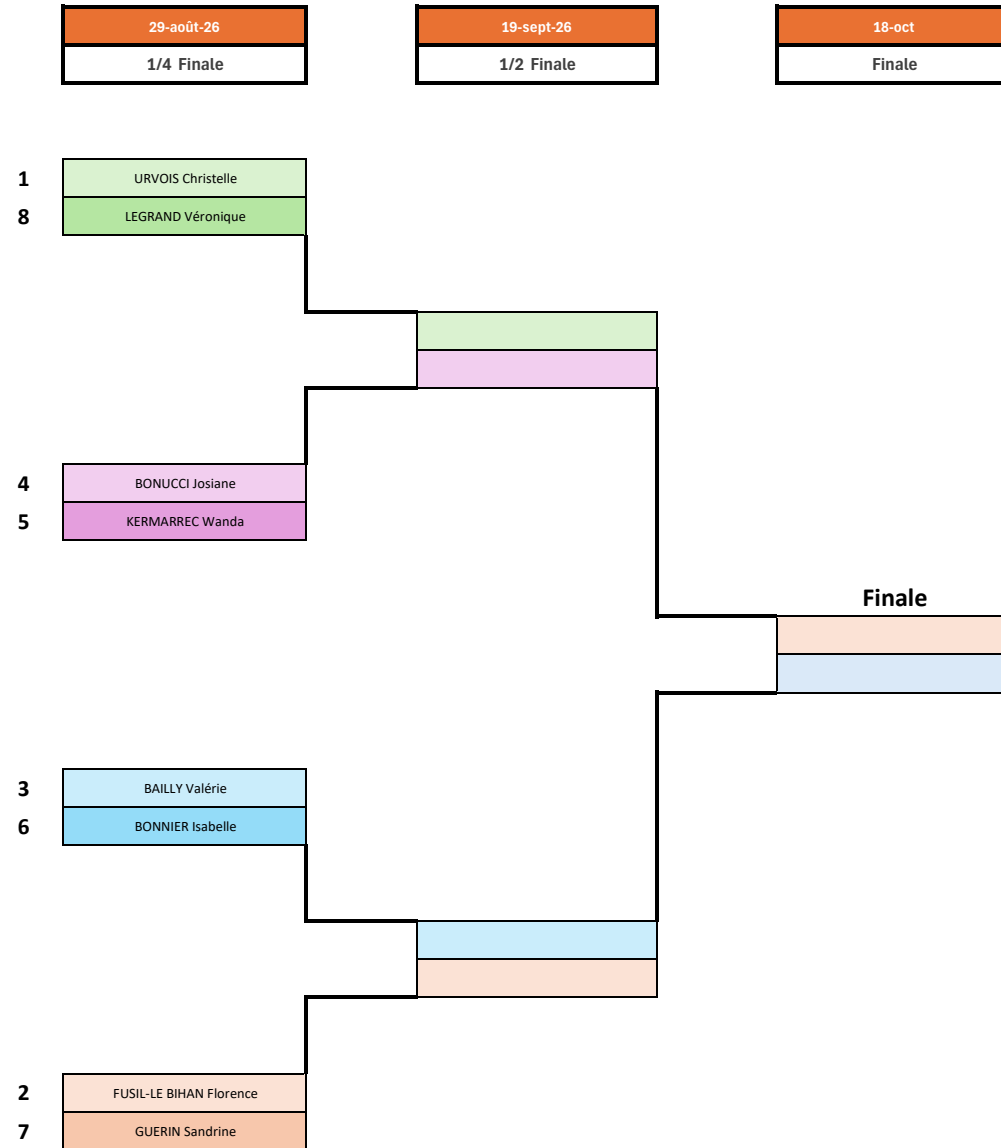 29-août-26 19-sept-26 18-oct
1/4 Finale 1/2 Finale Finale
1 URVOIS Christelle
8 LEGRAND Véronique
4 BONUCCI Josiane
5 KERMARREC Wanda
Finale
3 BAILLY Valérie
6 BONNIER Isabelle
2 FUSIL-LE BIHAN Florence
7 GUERIN Sandrine